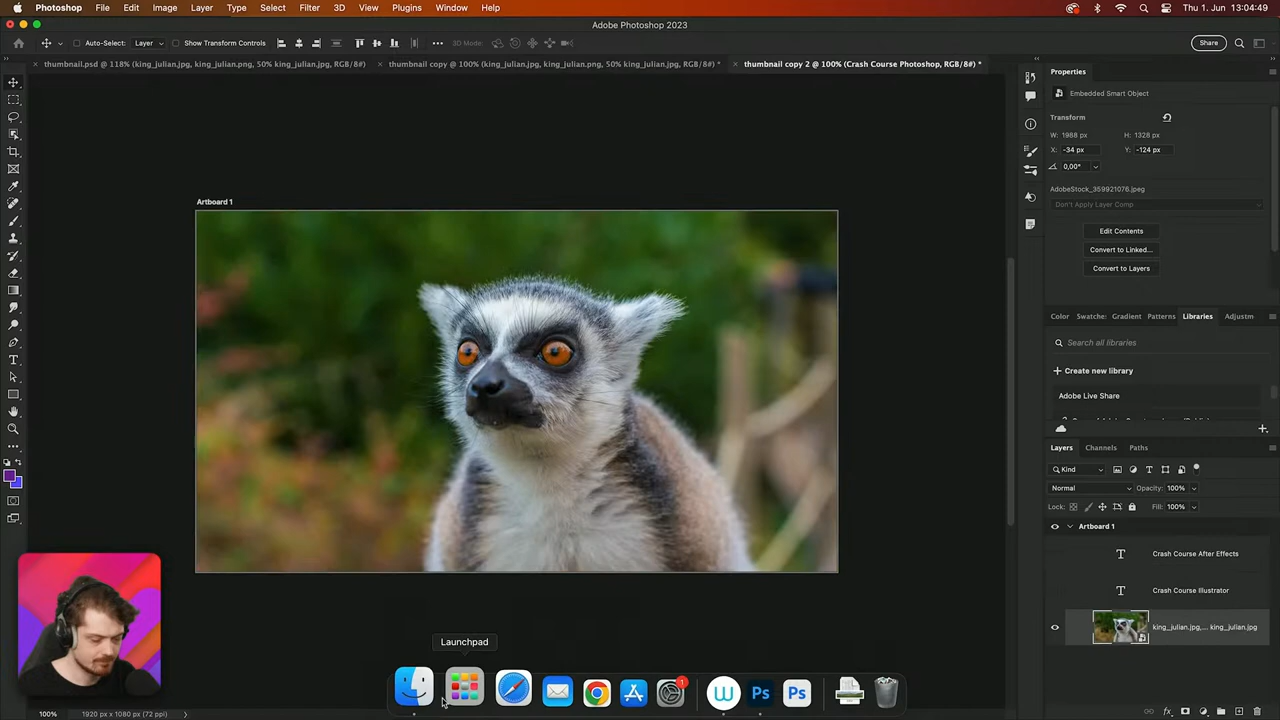 Photoshop File Edit Image Layer Type Select Filter 3D View Plugins Window Help Thu 1. Jun 13:04:49
Adobe Photoshop 2023
Auto-Select: Layer Show Transform Controls 3D Mode: Share
thumbnail.psd @ 118% (king_julian.jpg, king_julian.png, 50% king_julian.jpg, RGB/8#) thumbnail copy @ 100% (king_julian.jpg, king_julian.png, 50% king_julian.jpg, RGB/8#) * thumbnail copy 2 @ 100% (Crash Course Photoshop, RGB/8#) *
Properties
Embedded Smart Object
Transform
W: 1988 px H: 1328 px
X: -34 px Y: -124 px
0,00°
AdobeStock_359921076.jpeg
Don't Apply Layer Comp
Edit Contents
Convert to Linked...
Convert to Layers
Artboard 1
Color Swatche: Gradient Patterns Libraries Adjustm
Search all libraries
Create new library
Adobe Live Share
Layers Channels Paths
Kind
Normal Opacity: 100%
Lock: Fill: 100%
Artboard 1
T Crash Course After Effects
T Crash Course Illustrator
king_julian.jpg,... king_julian.jpg
Launchpad
1
W Ps Ps
100% 1920 px x 1080 px (72 ppi)